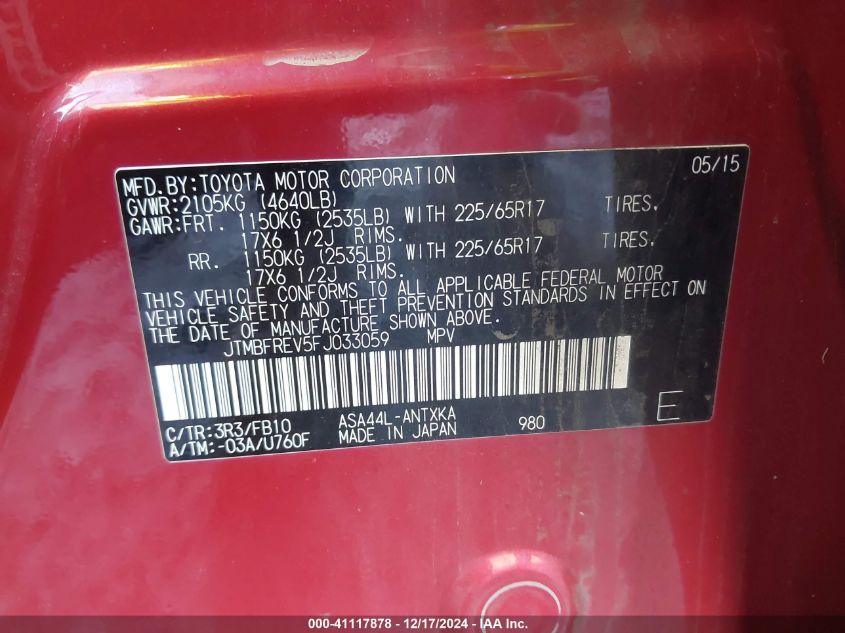 MFD.BY:TOYOTA MOTOR CORPORATION 05/15
GVWR:2105KG (4640LB)
GAWR:FRT. 1150KG (2535LB) WITH 225/65R17 TIRES.
17X6 1/2J RIMS.
RR. 1150KG (2535LB) WITH 225/65R17 TIRES.
17X6 1/2J RIMS.
THIS VEHICLE CONFORMS TO ALL APPLICABLE FEDERAL MOTOR
VEHICLE SAFETY AND THEFT PREVENTION STANDARDS IN EFFECT ON
THE DATE OF MANUFACTURE SHOWN ABOVE.
JTMBFREV5FJ033059 MPV
C/TR:3R3/FB10 ASA44L-ANTXKA 980 E
A/TM:-03A/U760F MADE IN JAPAN
000-41117878 - 12/17/2024 - IAA Inc.